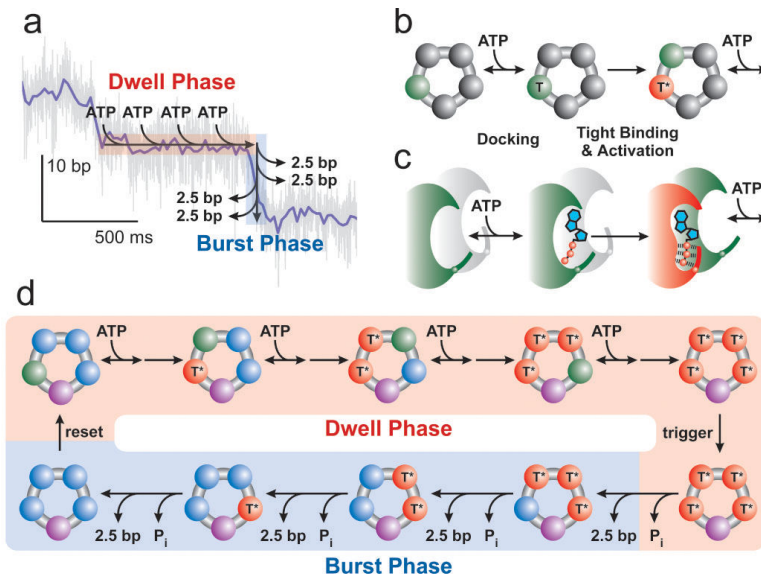 a
Dwell Phase
ATP ATP ATP ATP
10 bp
2.5 bp
2.5 bp
2.5 bp
2.5 bp
500 ms
Burst Phase
b
ATP
ATP
T
T*
Docking
Tight Binding
& Activation
c
ATP
ATP
d
ATP
ATP
ATP
ATP
T*
T*
T*
T*
T*
T*
T*
T*
T*
T*
reset
Dwell Phase
trigger
T*
T*
T*
T*
T*
T*
T*
T*
T*
T*
2.5 bp
Pi
2.5 bp
Pi
2.5 bp
Pi
2.5 bp
Pi
Burst Phase